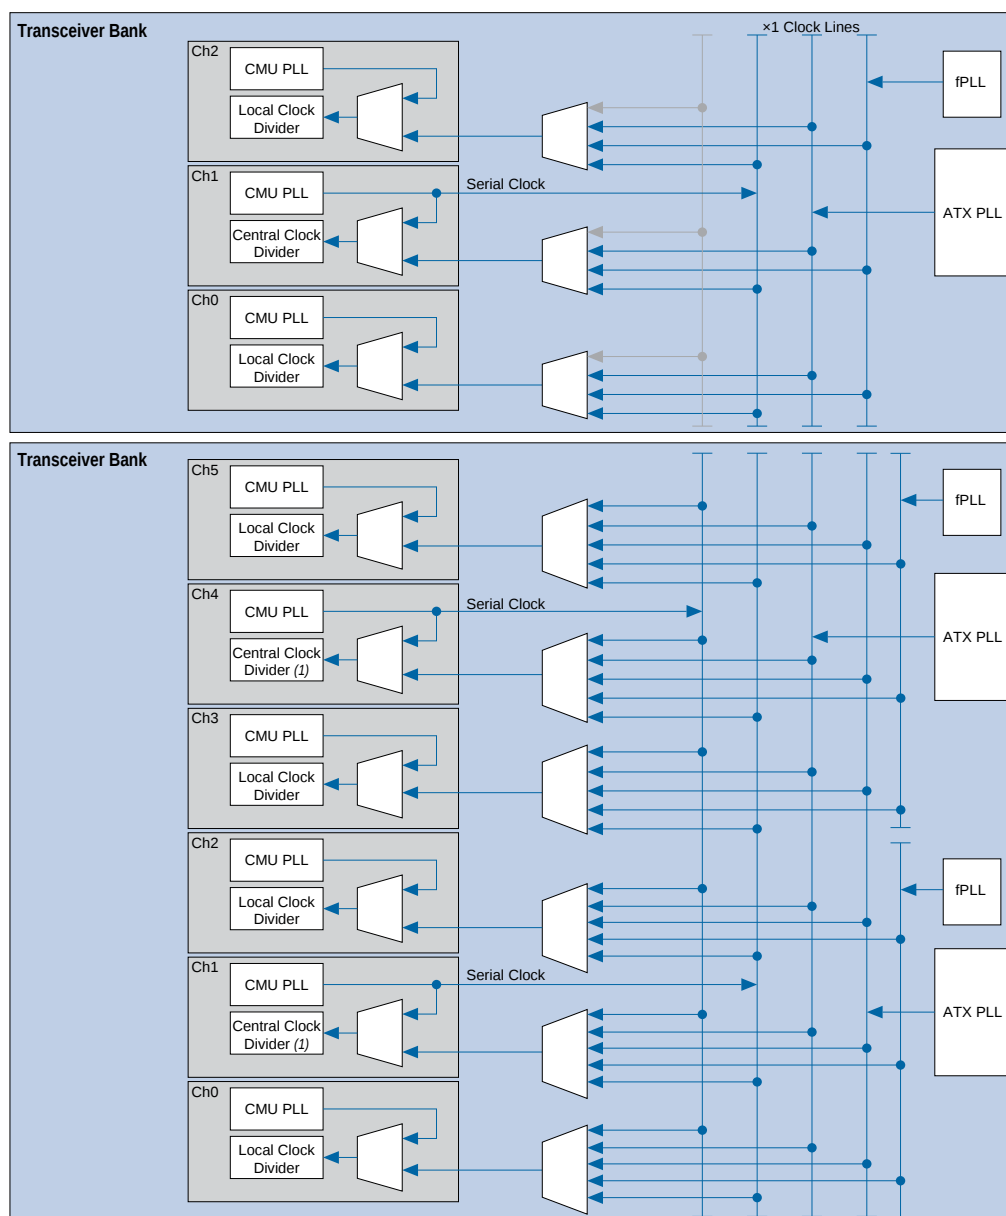 Transceiver Bank
×1 Clock Lines
Ch2
CMU PLL
Local Clock
Divider
fPLL
Ch1
CMU PLL
Serial Clock
Central Clock
Divider
ATX PLL
Ch0
CMU PLL
Local Clock
Divider
Transceiver Bank
Ch5
CMU PLL
Local Clock
Divider
fPLL
Ch4
CMU PLL
Serial Clock
Central Clock
Divider (1)
ATX PLL
Ch3
CMU PLL
Local Clock
Divider
Ch2
CMU PLL
Local Clock
Divider
fPLL
Ch1
CMU PLL
Serial Clock
Central Clock
Divider (1)
ATX PLL
Ch0
CMU PLL
Local Clock
Divider